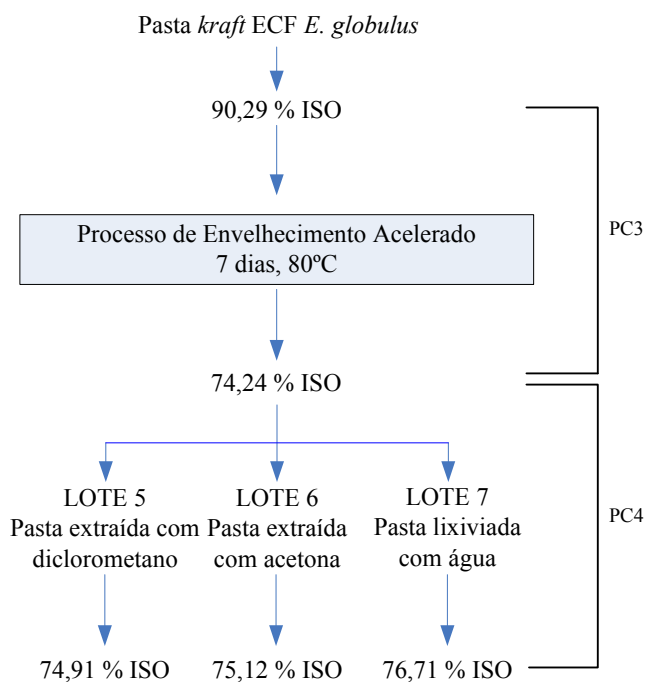 Pasta kraft ECF E. globulus
90,29 % ISO
PC3
Processo de Envelhecimento Acelerado
7 dias, 80ºC
74,24 % ISO
LOTE 5
Pasta extraída com
diclorometano
LOTE 6
Pasta extraída
com acetona
LOTE 7
Pasta lixiviada
com água
PC4
74,91 % ISO
75,12 % ISO
76,71 % ISO